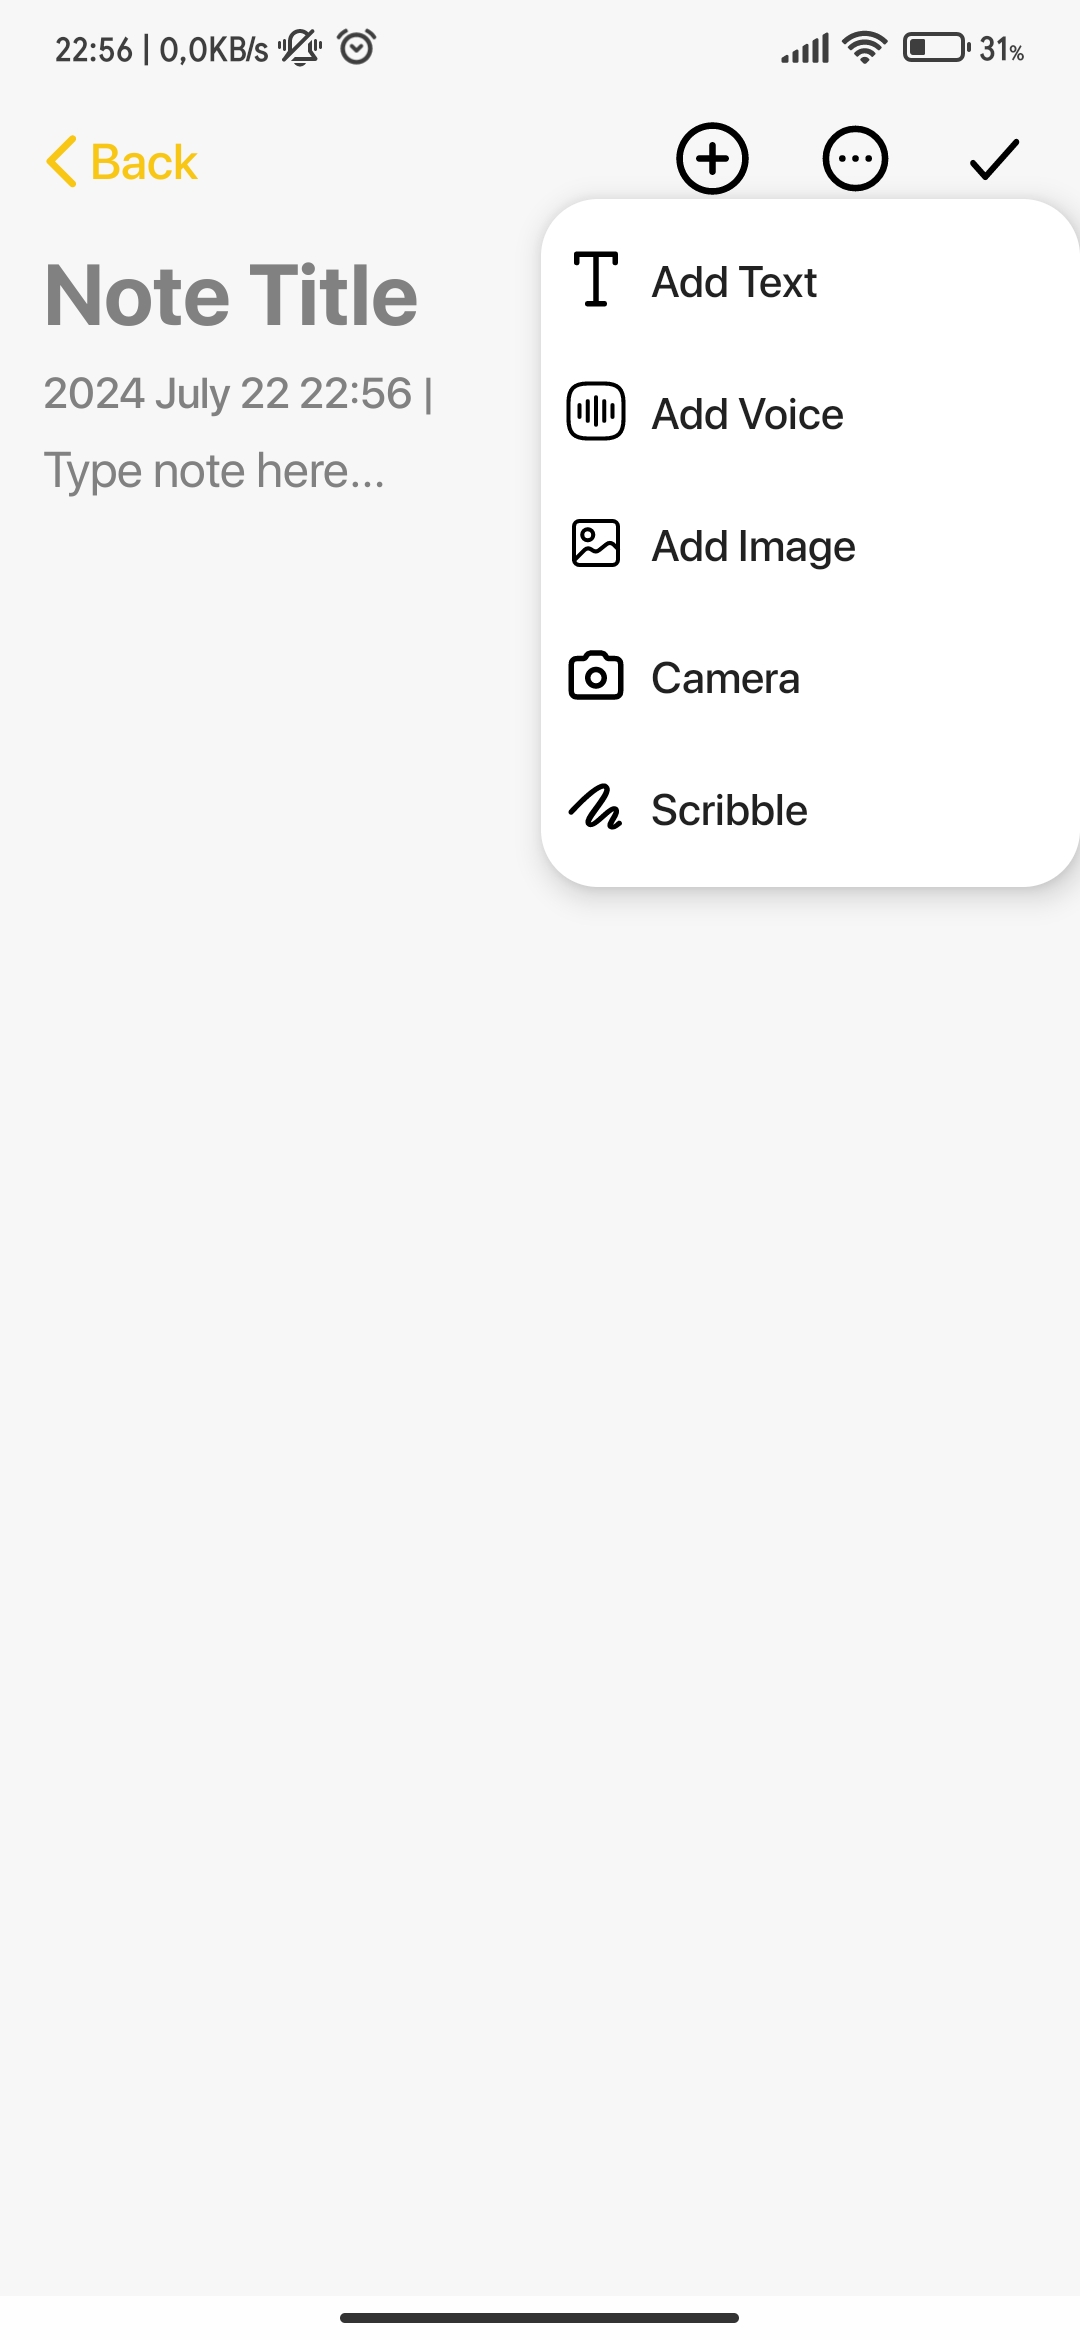 22:56 | 0,0KB/s 31%
Back
Note Title
2024 July 22 22:56 |
Type note here...
Add Text
Add Voice
Add Image
Camera
Scribble